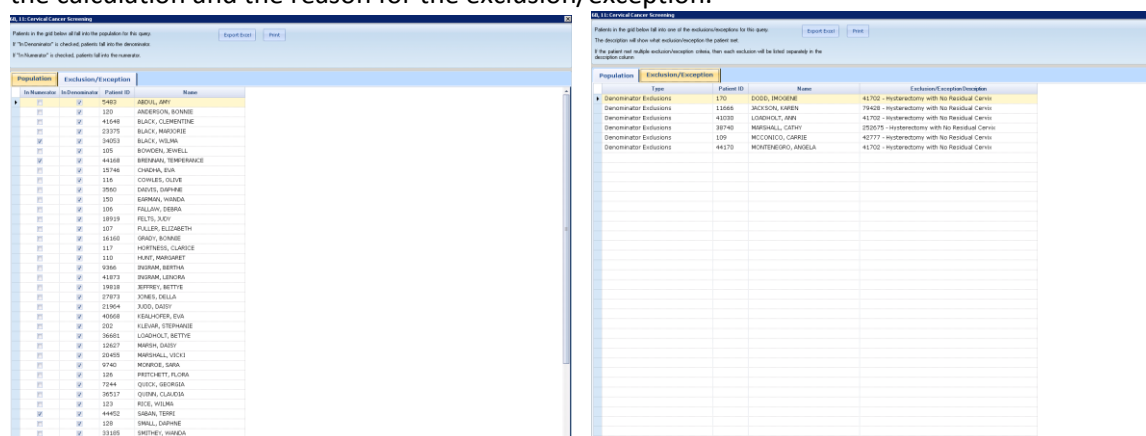 the calculation and the reason for the exclusion/exception.
68, 11: Cervical Cancer Screening
Patients in the grid below all fall into the population for this query.
If "In Denominator" is checked, patients fall into the denominator.
If "In Numerator" is checked, patients fall into the numerator.
Export Excel
Print
Population
Exclusion/Exception
In Numerator In Denominator Patient ID Name
5483 ABDUL, AMY
120 ANDERSON, BONNIE
41648 BLACK, CLEMENTINE
23375 BLACK, MARJORIE
34053 BLACK, WILMA
105 BOWDEN, JEWELL
44168 BRENNAN, TEMPERANCE
15746 CHADHA, EVA
116 COWLES, OLIVE
3560 DAIVIS, DAPHNE
150 EARMAN, WANDA
106 FALLAW, DEBRA
18919 FELTS, JUDY
107 FULLER, ELIZABETH
16160 GRADY, BONNIE
117 HORTNESS, CLARICE
110 HUNT, MARGARET
9366 INGRAM, BERTHA
41873 INGRAM, LENORA
19818 JEFFREY, BETTYE
27873 JONES, DELLA
21964 JUDD, DAISY
40668 KEALHOFER, EVA
202 KLEVAR, STEPHANIE
36681 LOADHOLT, BETTYE
12627 MARSH, DAISY
20455 MARSHALL, VICKI
9740 MONROE, SARA
126 PRITCHETT, FLORA
7244 QUICK, GEORGIA
36517 QUINN, CLAUDIA
123 RICE, WILMA
44452 SABAN, TERRI
128 SMALL, DAPHNE
33185 SMITHEY, WANDA
68, 11: Cervical Cancer Screening
Patients in the grid below fall into one of the exclusions/exceptions for this query.
The description will show what exclusion/exception the patient met.
If the patient met multiple exclusion/exception criteria, then each exclusion will be listed separately in the
description column.
Export Excel
Print
Population
Exclusion/Exception
Type Patient ID Name Exclusion/Exception Description
Denominator Exclusions 170 DODD, IMOGENE 41702 - Hysterectomy with No Residual Cervix
Denominator Exclusions 11666 JACKSON, KAREN 79428 - Hysterectomy with No Residual Cervix
Denominator Exclusions 41030 LOADHOLT, ANN 41702 - Hysterectomy with No Residual Cervix
Denominator Exclusions 38740 MARSHALL, CATHY 252675 - Hysterectomy with No Residual Cervix
Denominator Exclusions 109 MCCONICO, CARRIE 42777 - Hysterectomy with No Residual Cervix
Denominator Exclusions 44170 MONTENEGRO, ANGELA 41702 - Hysterectomy with No Residual Cervix